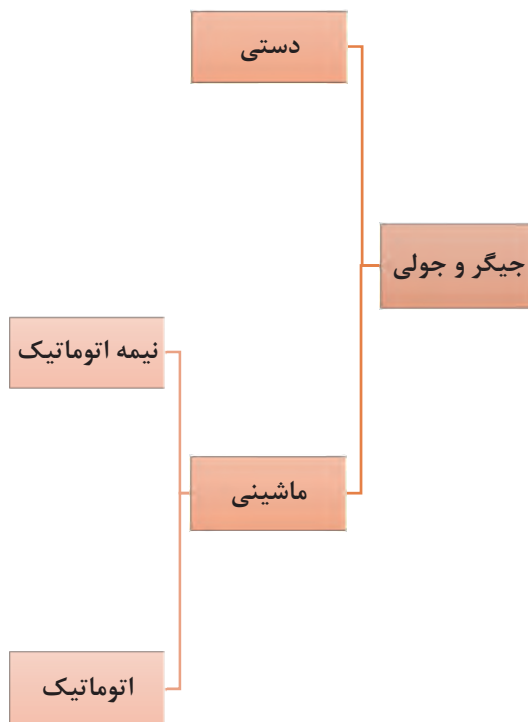 دستی
جیگر و جولی
نیمه اتوماتیک
ماشینی
اتوماتیک